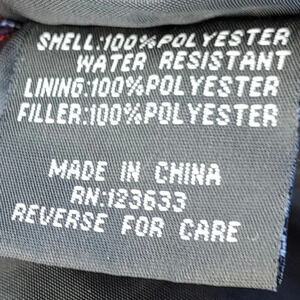 SHELL:100%POLYESTER
WATER RESISTANT
LINING:100%POLYESTER
FILLER:100%POLYESTER
MADE IN CHINA
RN:123633
REVERSE FOR CARE